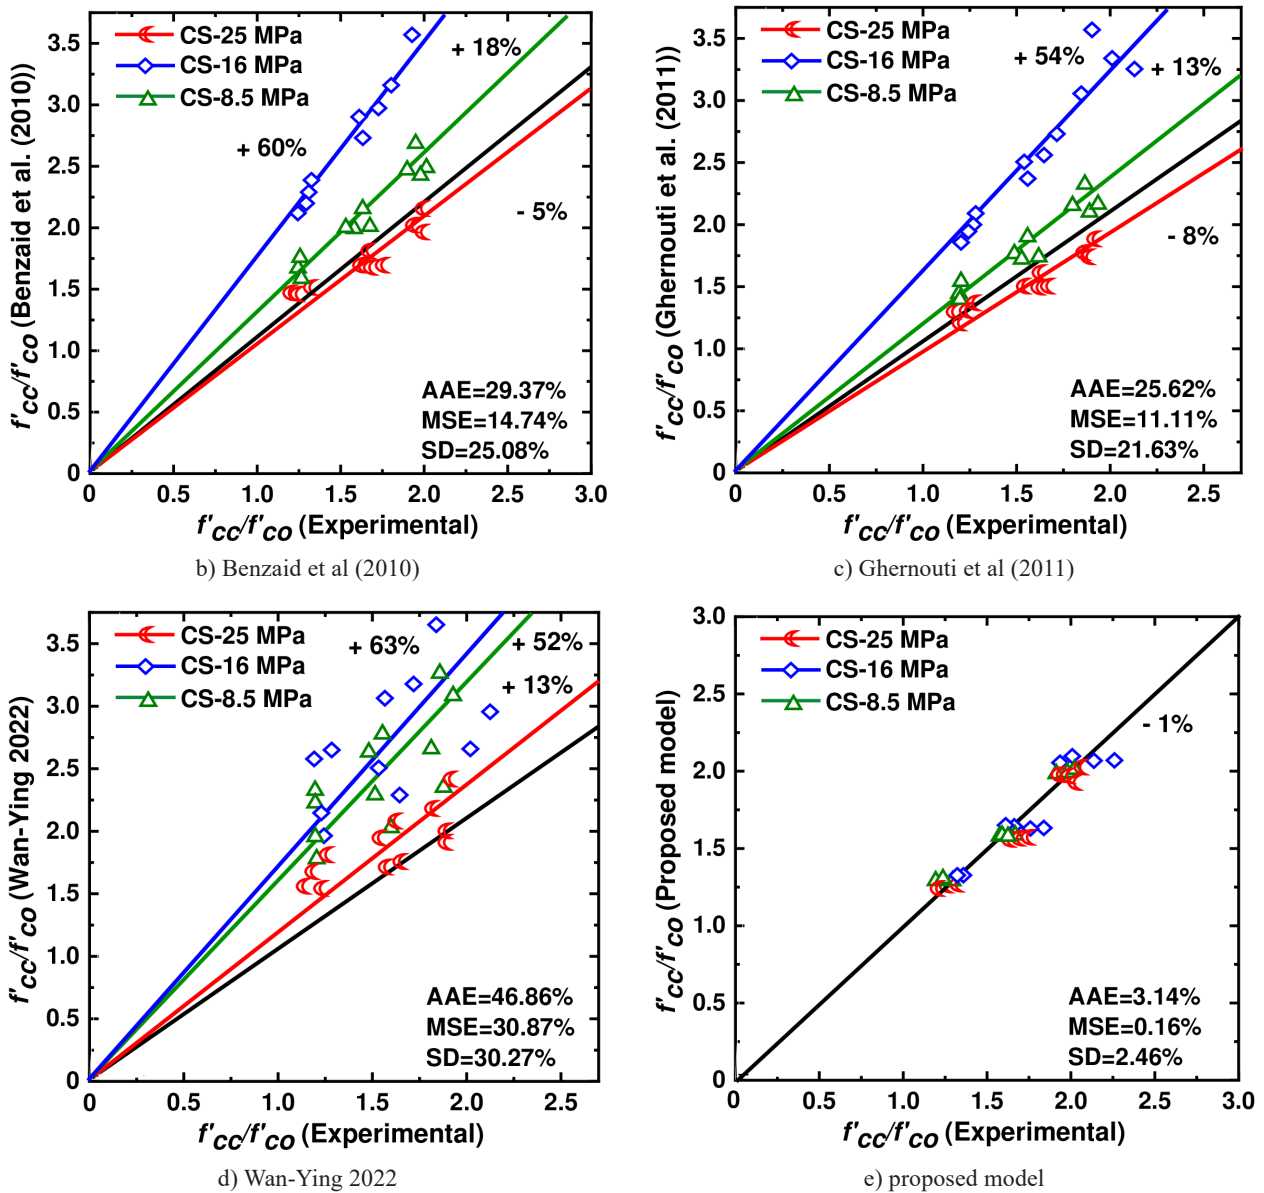 CS-25 MPa
CS-16 MPa
CS-8.5 MPa
+ 18%
+ 60%
- 5%
AAE=29.37%
MSE=14.74%
SD=25.08%
3.5
3.0
2.5
2.0
1.5
1.0
0.5
0
0 0.5 1.0 1.5 2.0 2.5 3.0
f'cc/f'co (Benzaid et al. (2010))
f'cc/f'co (Experimental)
b) Benzaid et al (2010)
CS-25 MPa
CS-16 MPa
CS-8.5 MPa
+ 54%
+ 13%
- 8%
AAE=25.62%
MSE=11.11%
SD=21.63%
3.5
3.0
2.5
2.0
1.5
1.0
0.5
0
0 0.5 1.0 1.5 2.0 2.5
f'cc/f'co (Ghernouti et al. (2011))
f'cc/f'co (Experimental)
c) Ghernouti et al (2011)
CS-25 MPa
CS-16 MPa
CS-8.5 MPa
+ 63%
+ 52%
+ 13%
AAE=46.86%
MSE=30.87%
SD=30.27%
3.5
3.0
2.5
2.0
1.5
1.0
0.5
0
0 0.5 1.0 1.5 2.0 2.5
f'cc/f'co (Wan-Ying 2022)
f'cc/f'co (Experimental)
d) Wan-Ying 2022
CS-25 MPa
CS-16 MPa
CS-8.5 MPa
- 1%
AAE=3.14%
MSE=0.16%
SD=2.46%
3.0
2.5
2.0
1.5
1.0
0.5
0
0 0.5 1.0 1.5 2.0 2.5 3.0
f'cc/f'co (Proposed model)
f'cc/f'co (Experimental)
e) proposed model